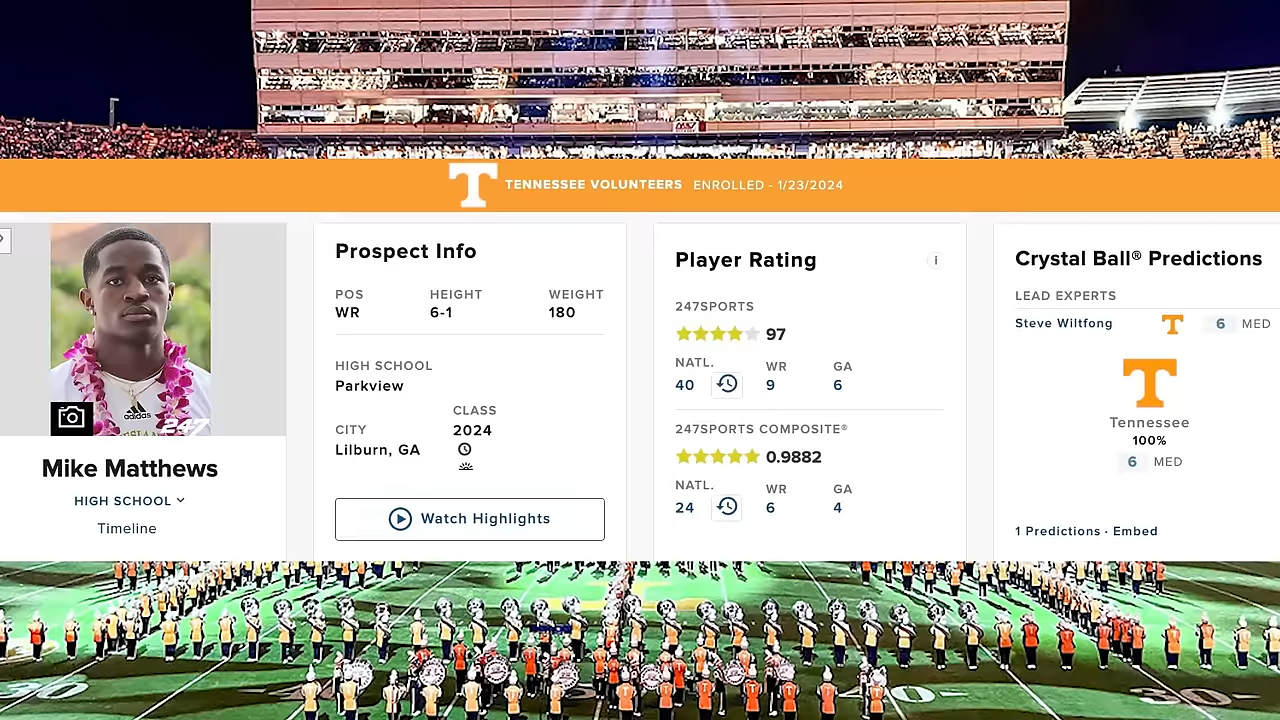 T TENNESSEE VOLUNTEERS ENROLLED - 1/23/2024
adidas
247
Mike Matthews
HIGH SCHOOL
Timeline
Prospect Info
POS HEIGHT WEIGHT
WR 6-1 180
HIGH SCHOOL
Parkview
CITY CLASS
Lilburn, GA 2024
Watch Highlights
Player Rating i
247SPORTS
97
NATL. WR GA
40 9 6
247SPORTS COMPOSITE®
0.9882
NATL. WR GA
24 6 4
Crystal Ball® Predictions
LEAD EXPERTS
Steve Wiltfong T 6 MED
T
Tennessee
100%
6 MED
1 Predictions · Embed